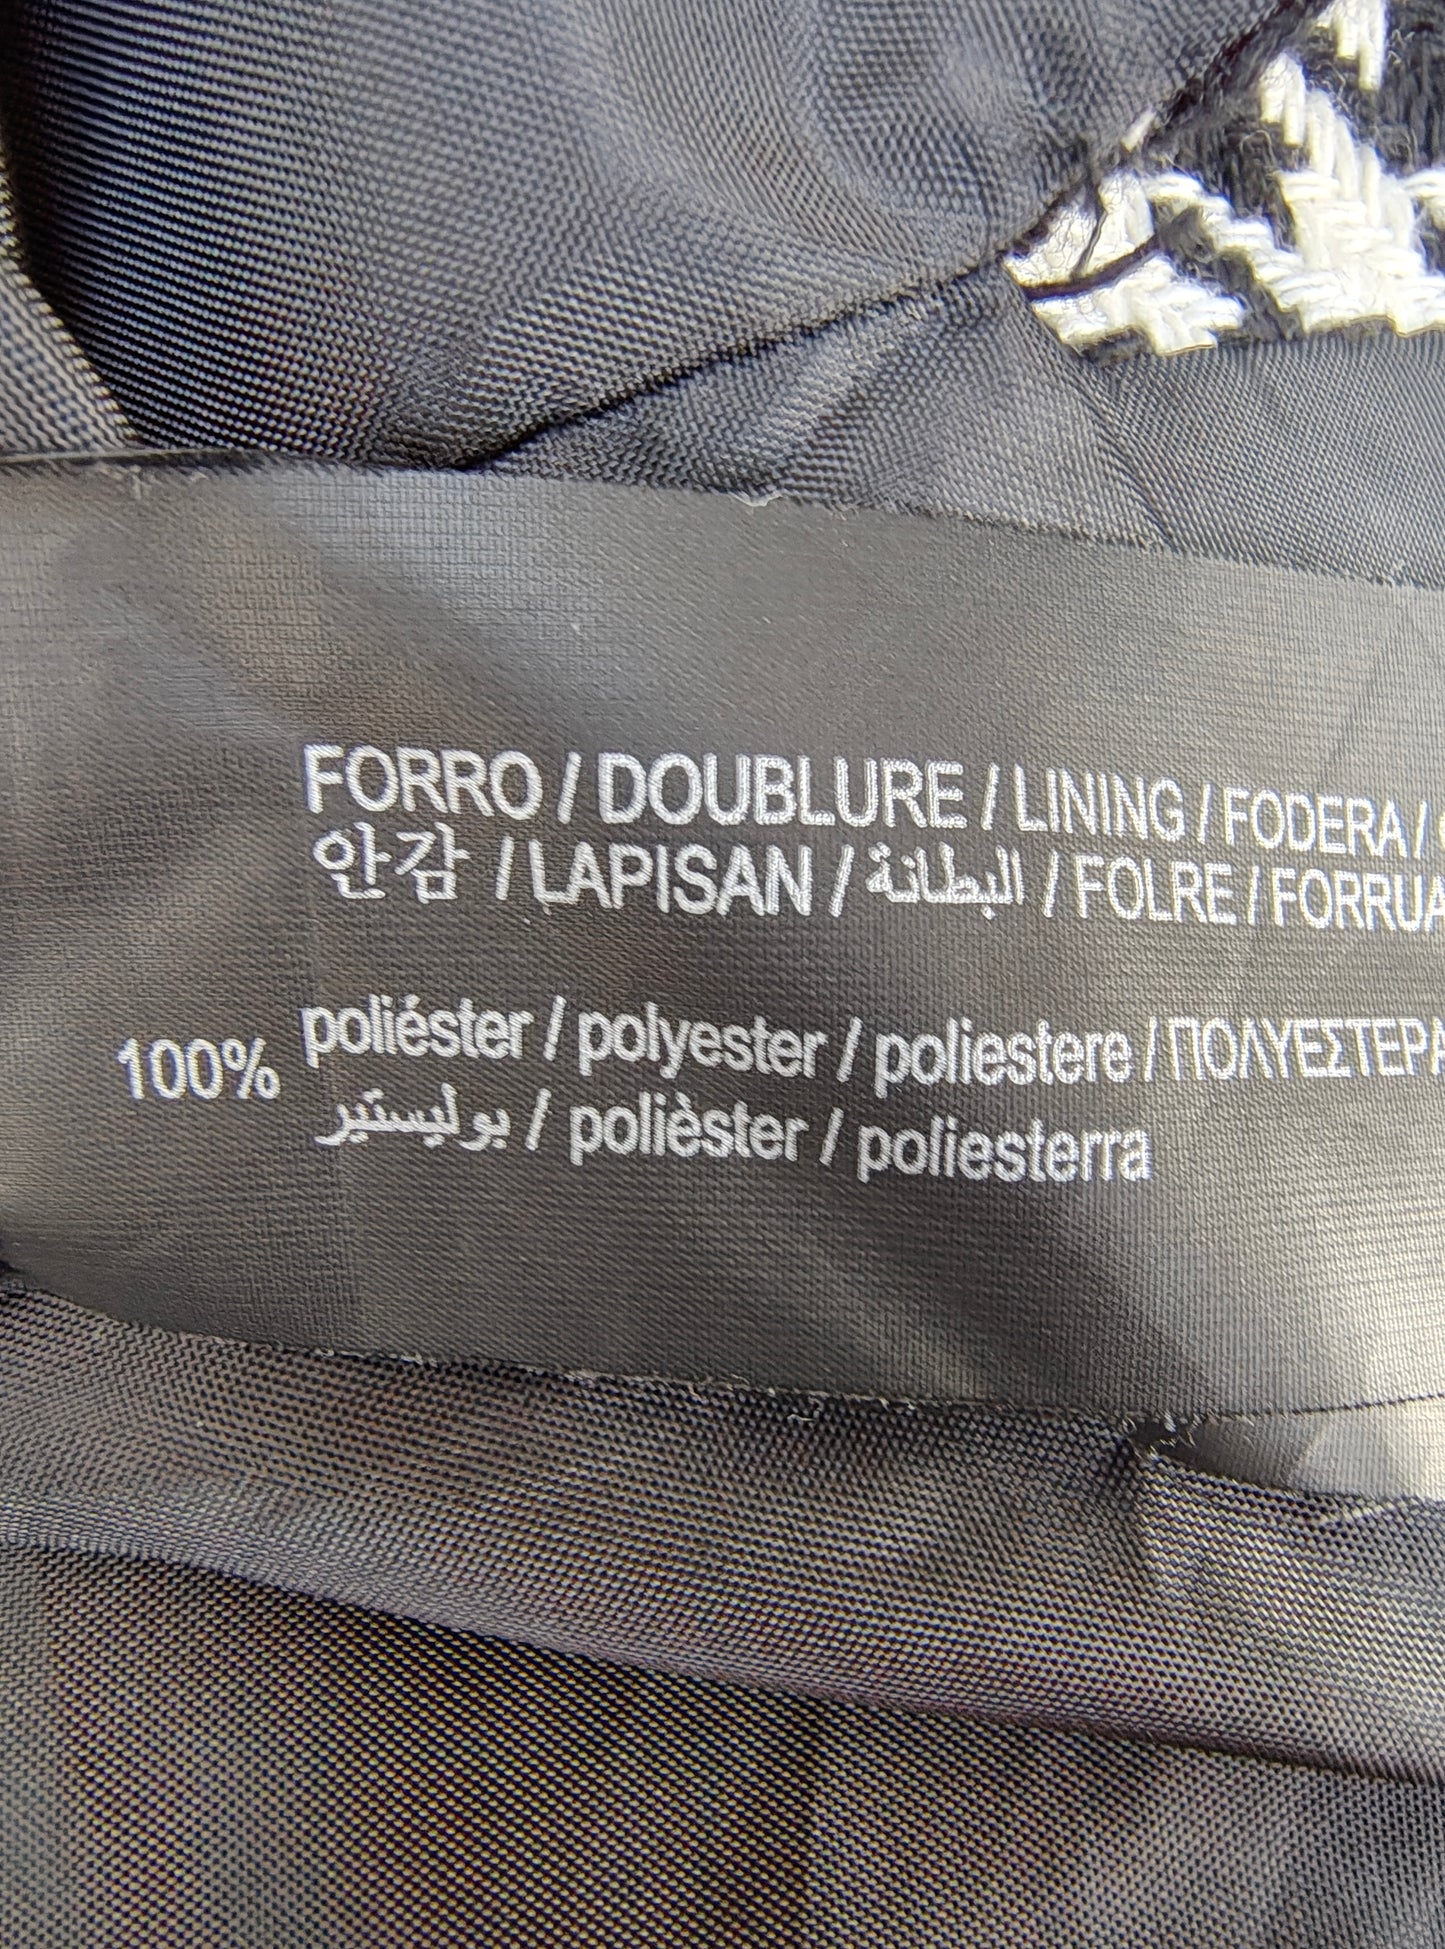 FORRO / DOUBLURE / LINING / FODERA /
안감 / LAPISAN / البطانة / FOLRE / FORRUA
100% poliéster / polyester / poliestere / ΠΟΛΥΕΣΤΕΡΑ
بوليستير / polièster / poliesterra